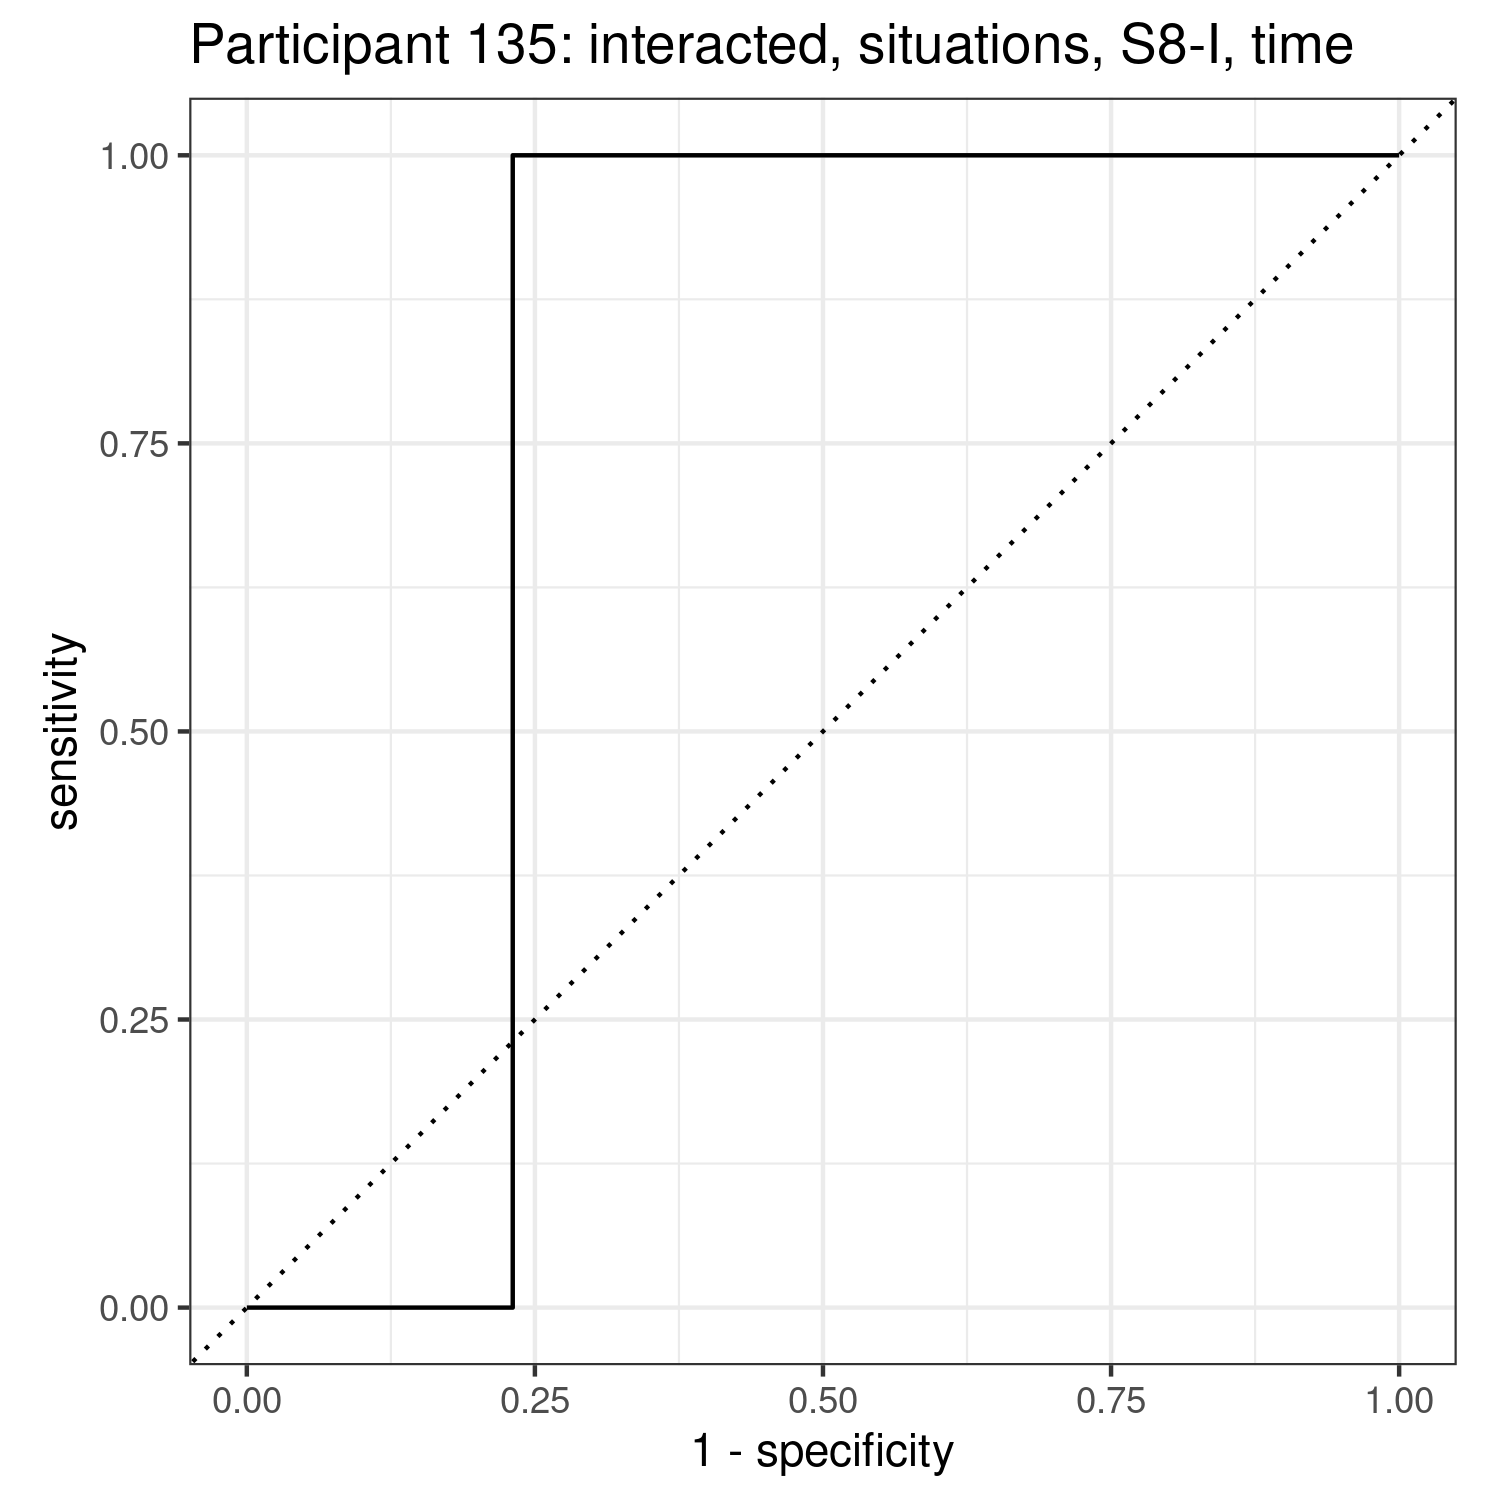 Participant 135: interacted, situations, S8-I, time
1.00
0.75
0.50
0.25
0.00
sensitivity
0.00 0.25 0.50 0.75 1.00
1 - specificity